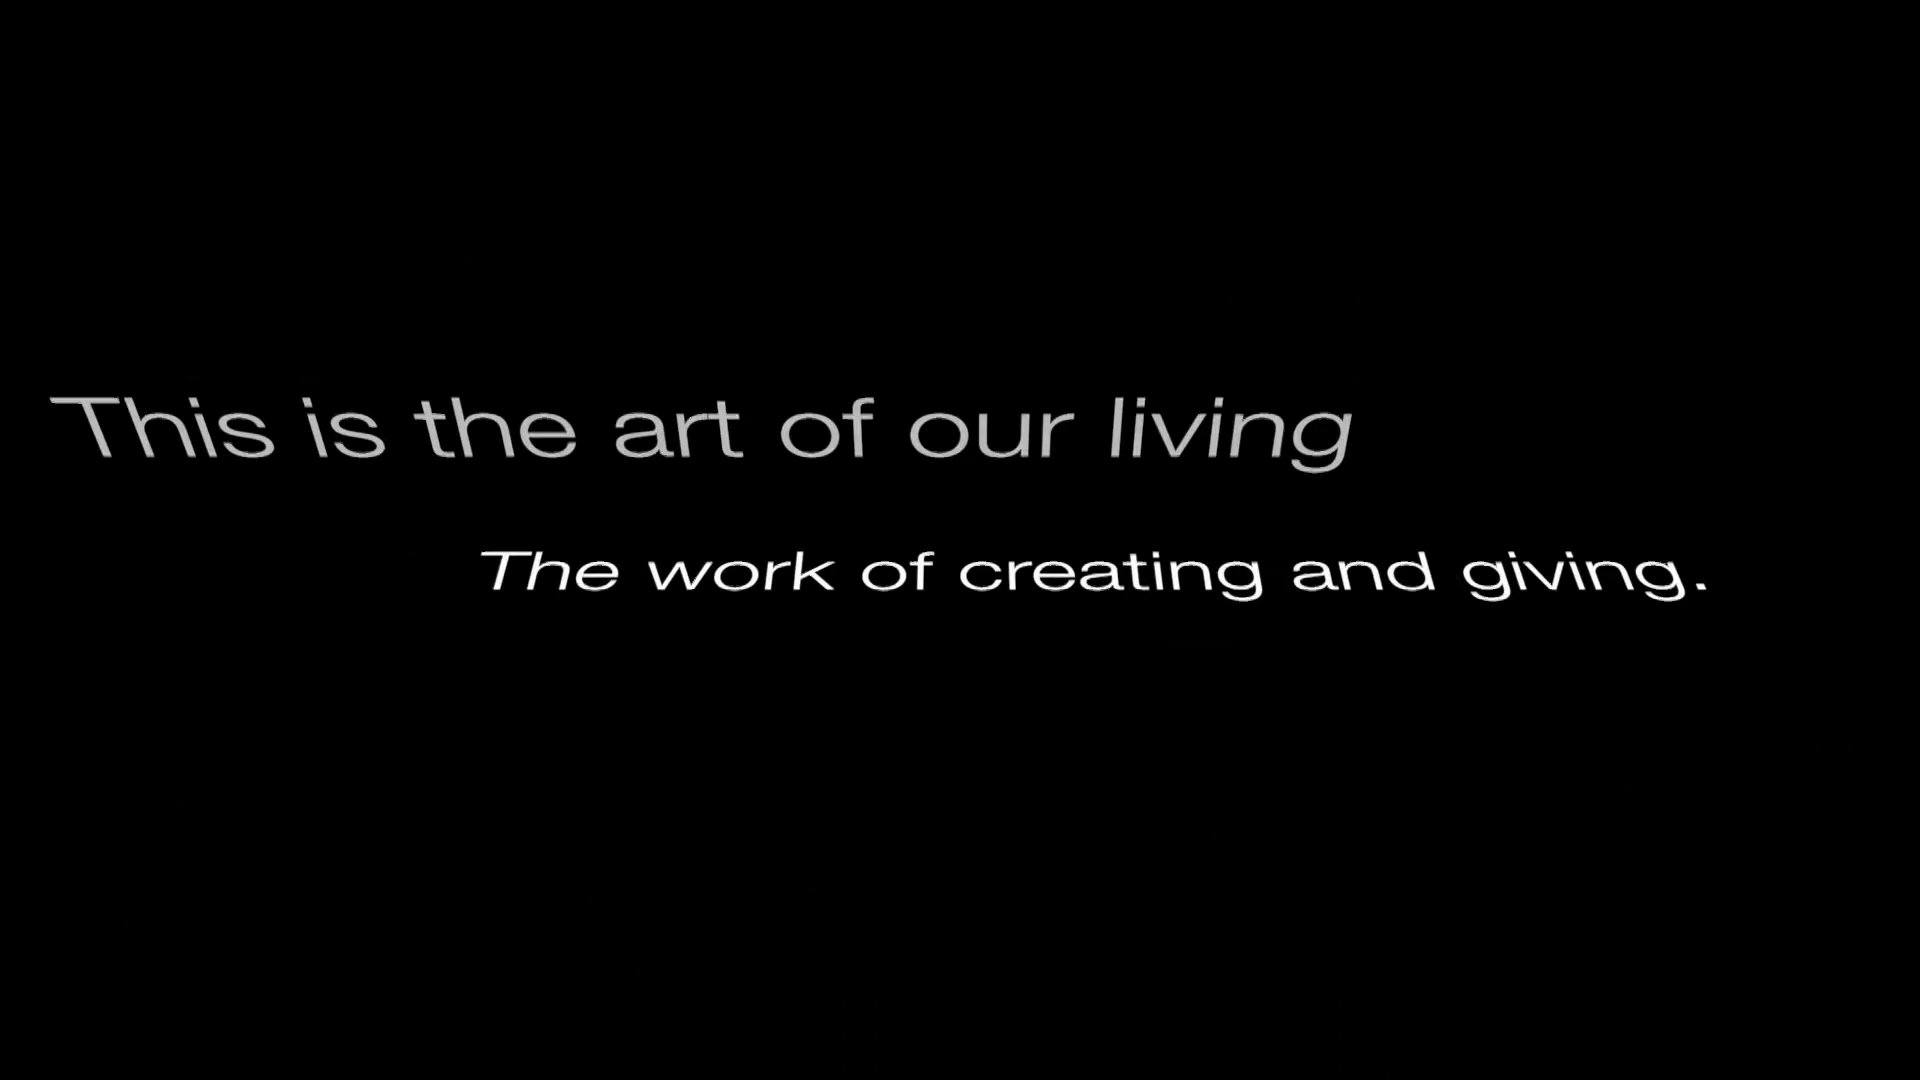 This is the art of our living
The work of creating and giving.